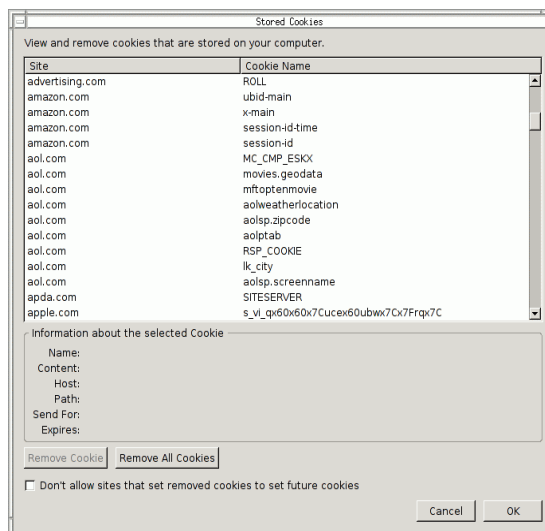 Stored Cookies
View and remove cookies that are stored on your computer.
Site Cookie Name
advertising.com ROLL
amazon.com ubid-main
amazon.com x-main
amazon.com session-id-time
amazon.com session-id
aol.com MC_CMP_ESKX
aol.com movies.geodata
aol.com mftoptenmovie
aol.com aolweatherlocation
aol.com aolsp.zipcode
aol.com aolptab
aol.com RSP_COOKIE
aol.com lk_city
aol.com aolsp.screenname
apda.com SITESERVER
apple.com s_vi_qx60x60x7Cucex60ubwx7Cx7Frqx7C
Information about the selected Cookie
Name:
Content:
Host:
Path:
Send For:
Expires:
Remove Cookie Remove All Cookies
Don't allow sites that set removed cookies to set future cookies
Cancel OK